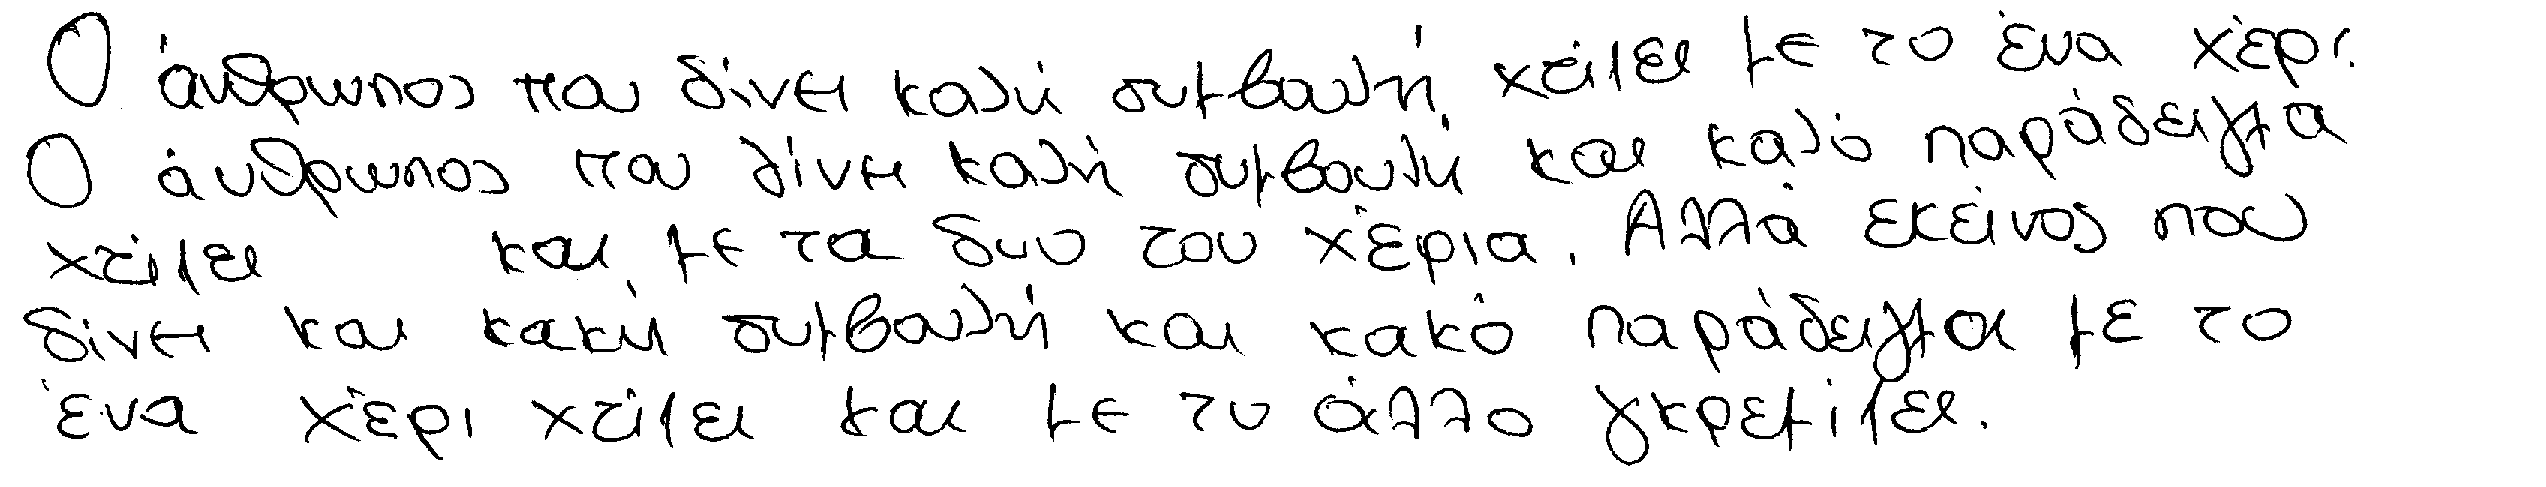 Ο άνθρωπος που δίνει καλή συμβουλή, χτίζει με το ένα χέρι.
Ο άνθρωπος που δίνει καλή συμβουλή και καλό παράδειγμα
χτίζει και με τα δυο του χέρια. Αλλά εκείνος που
δίνει και κακή συμβουλή και κακό παράδειγμα με το
ένα χέρι χτίζει και με το άλλο γκρεμίζει.